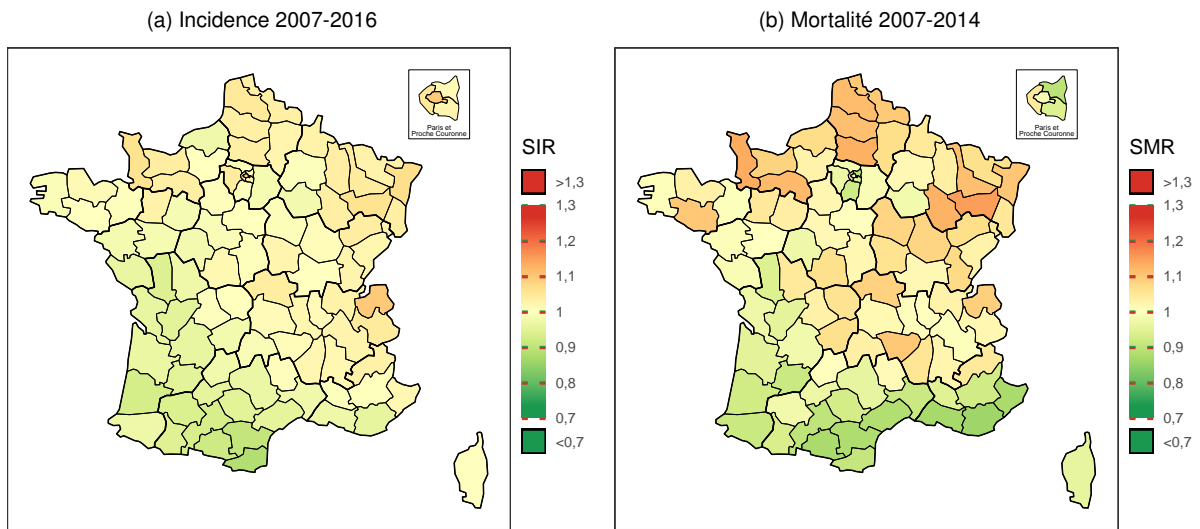 (a) Incidence 2007-2016
Paris et
Proche Couronne
SIR
>1,3
1,3
1,2
1,1
1
0,9
0,8
0,7
<0,7
(b) Mortalité 2007-2014
Paris et
Proche Couronne
SMR
>1,3
1,3
1,2
1,1
1
0,9
0,8
0,7
<0,7